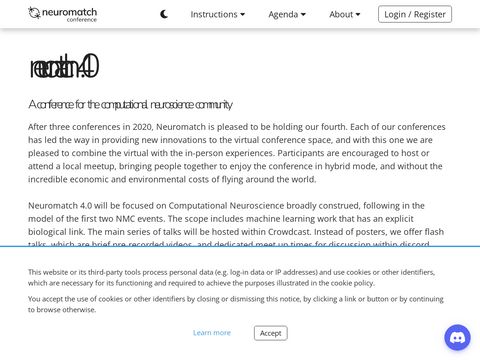 neuromatch
conference
Instructions
Agenda
About
Login / Register
neuromatch 4.0
A conference for the computational neuroscience community
After three conferences in 2020, Neuromatch is pleased to be holding our fourth. Each of our conferences
has led the way in providing new innovations to the virtual conference space, and with this one we are
pleased to combine the virtual with the in-person experiences. Participants are encouraged to host or
attend a local meetup, bringing people together to enjoy the conference in hybrid mode, and without the
incredible economic and environmental costs of flying around the world.
Neuromatch 4.0 will be focused on Computational Neuroscience broadly construed, following in the
model of the first two NMC events. The scope includes machine learning work that has an explicit
biological link. The main series of talks will be hosted within Crowdcast. Instead of posters, we offer flash
talks, which are brief pre-recorded videos, and dedicated meet up times for discussion within discord.
This website or its third-party tools process personal data (e.g. log-in data or IP addresses) and use cookies or other identifiers,
which are necessary for its functioning and required to achieve the purposes illustrated in the cookie policy.
You accept the use of cookies or other identifiers by closing or dismissing this notice, by clicking a link or button or by continuing
to browse otherwise.
Learn more
Accept